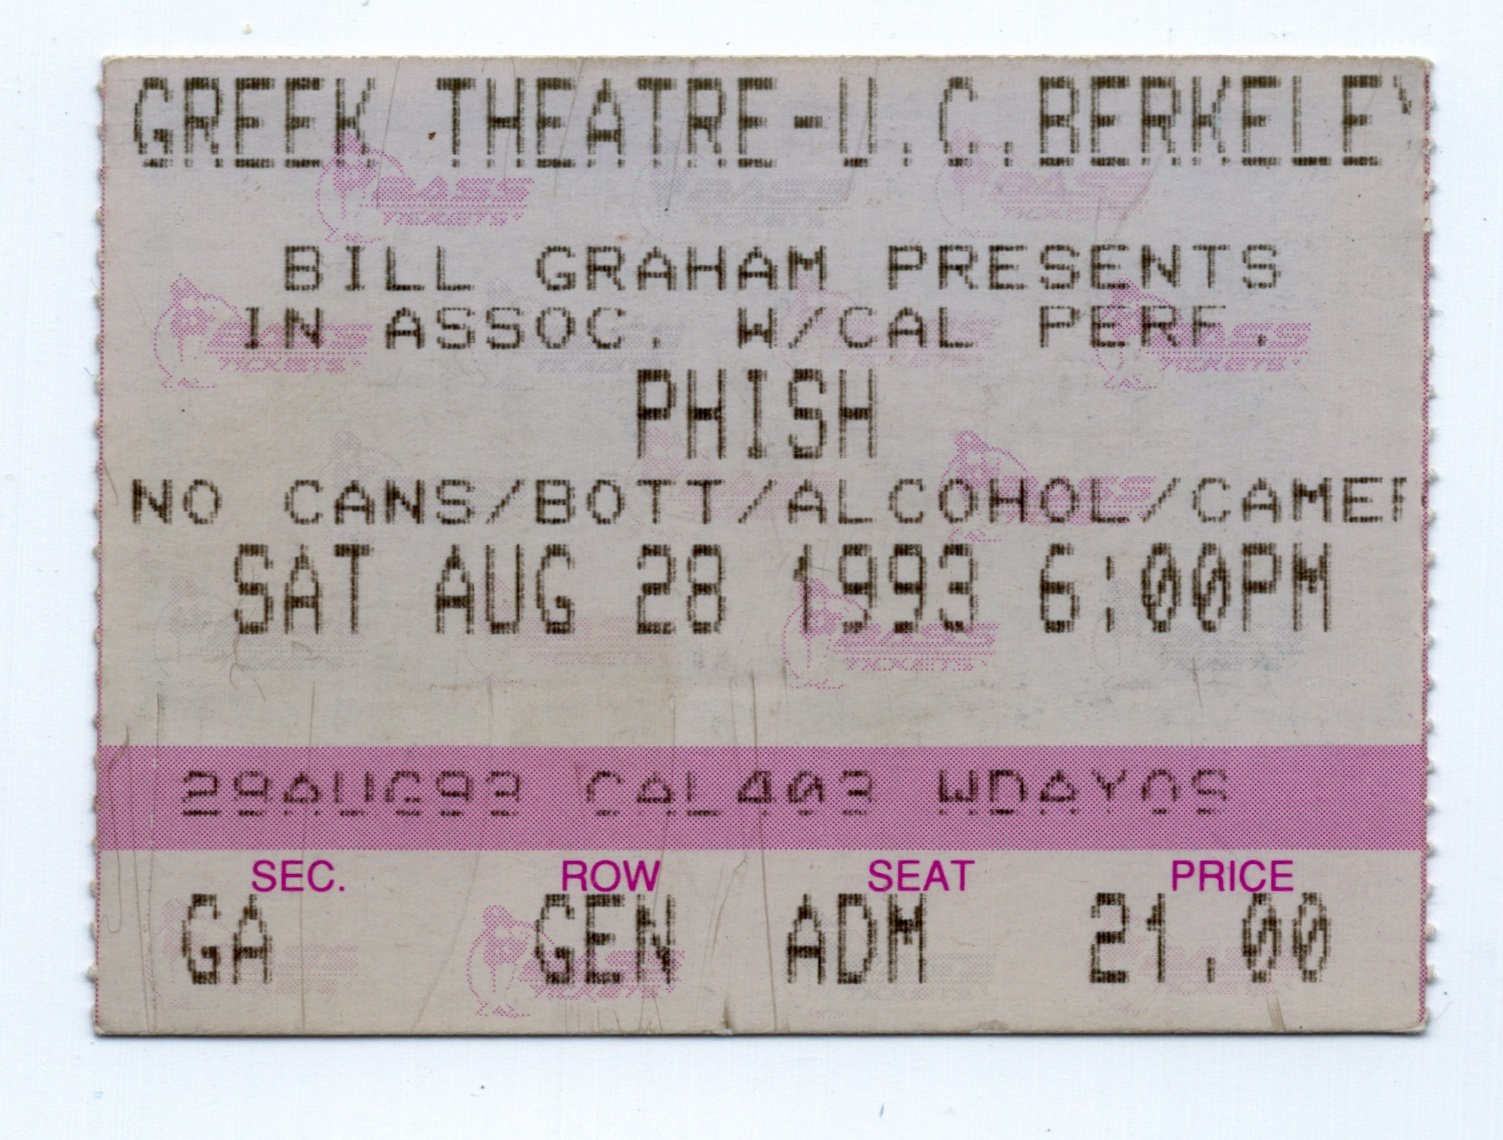 GREEK THEATRE-U.C.BERKELEY
BILL GRAHAM PRESENTS
IN ASSOC. W/CAL PERF.
PHISH
NO CANS/BOTT/ALCOHOL/CAMER
SAT AUG 28 1993 6:00PM
CAL403 WDAYOS
SEC. ROW SEAT PRICE
GA GEN ADM 21.00
BASS
TICKETS